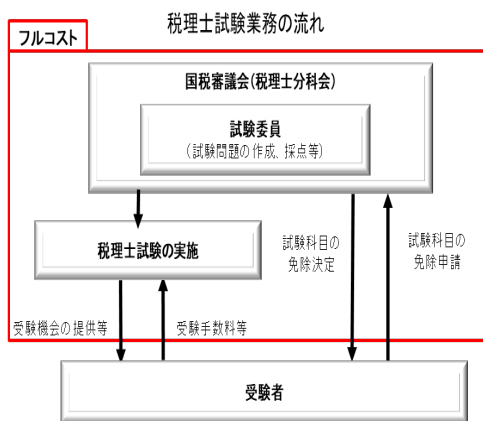 税理士試験業務の流れ
フルコスト
国税審議会(税理士分科会)
試験委員
(試験問題の作成、採点等)
税理士試験の実施
試験科目の
免除決定
試験科目の
免除申請
受験機会の提供等
受験手数料等
受験者